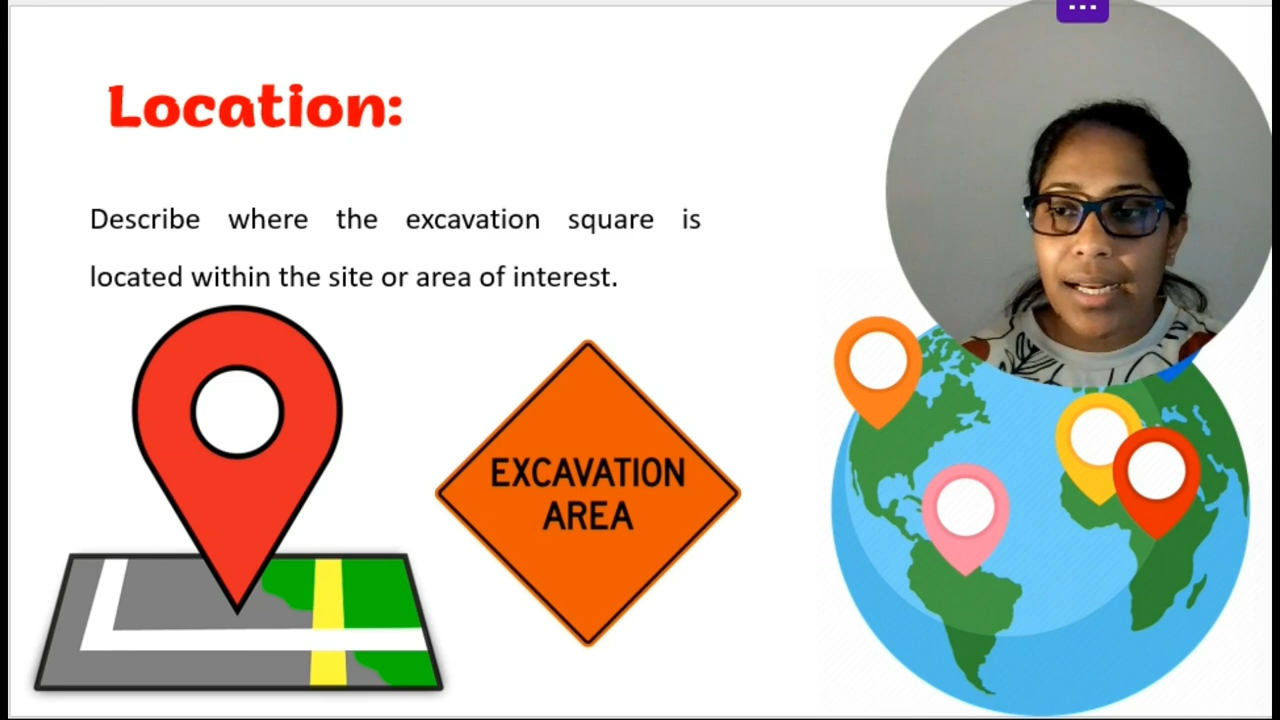 Location:
Describe where the excavation square is
located within the site or area of interest.
EXCAVATION
AREA